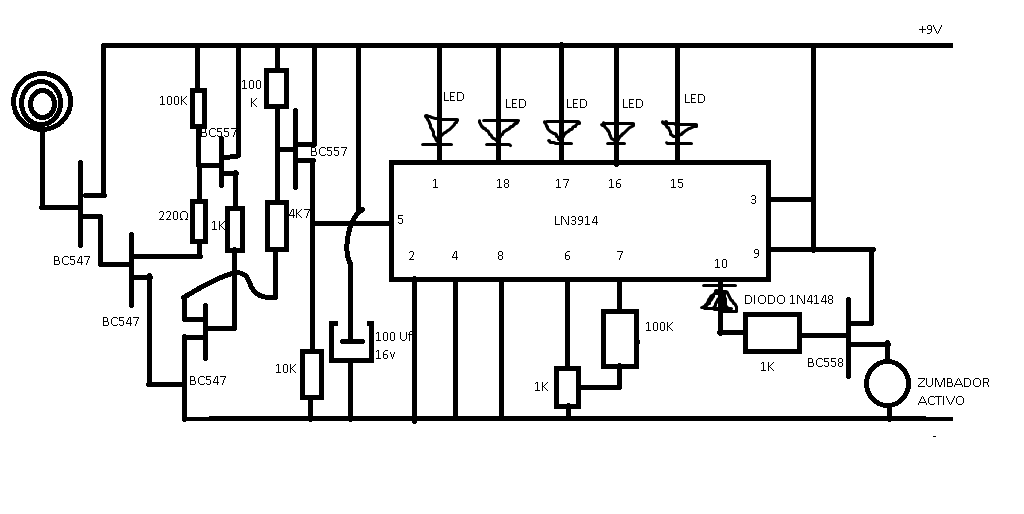 +9V
100
K
100K
BC557
BC557
LED
LED
LED
LED
LED
1
18
17
16
15
3
5
LN3914
220Ω
1K
4K7
BC547
2
4
8
6
7
10
9
BC547
DIODO 1N4148
100K
100 Uf
16v
10K
1K
BC558
BC547
1K
ZUMBADOR
ACTIVO
-